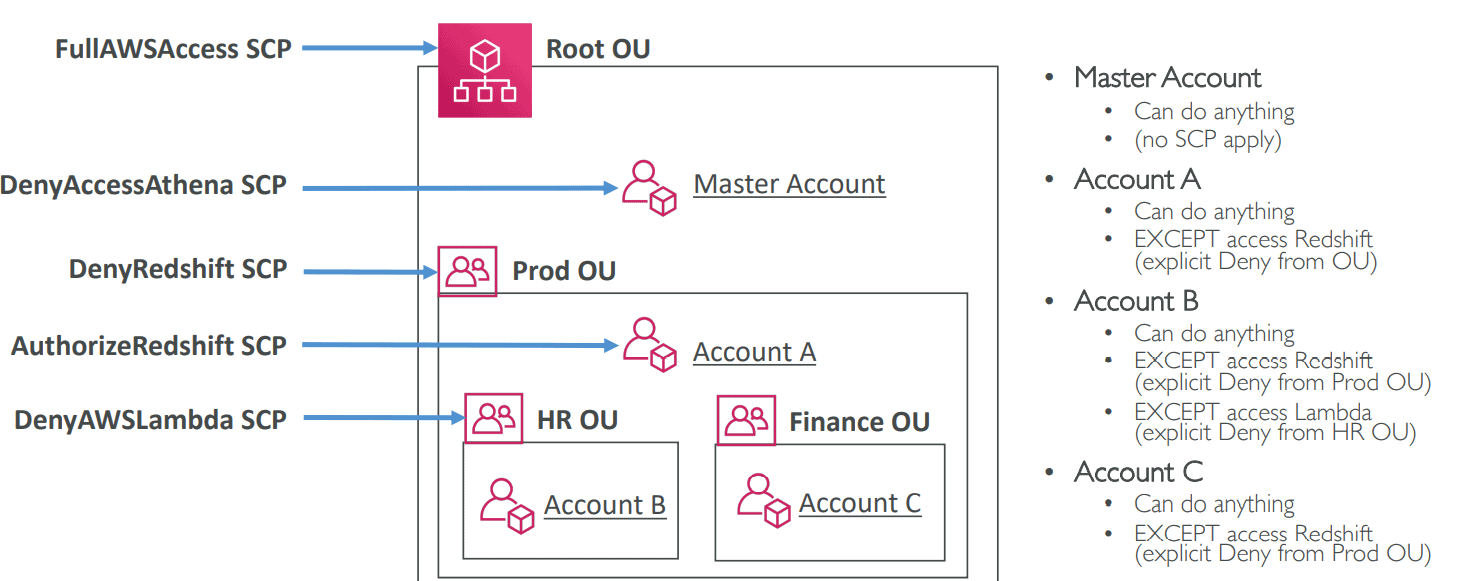 FullAWSAccess SCP
Root OU
DenyAccessAthena SCP
Master Account
DenyRedshift SCP
Prod OU
AuthorizeRedshift SCP
Account A
DenyAWSLambda SCP
HR OU
Finance OU
Account B
Account C
• Master Account
• Can do anything
• (no SCP apply)
• Account A
• Can do anything
• EXCEPT access Redshift
(explicit Deny from OU)
• Account B
• Can do anything
• EXCEPT access Redshift
(explicit Deny from Prod OU)
• EXCEPT access Lambda
(explicit Deny from HR OU)
• Account C
• Can do anything
• EXCEPT access Redshift
(explicit Deny from Prod OU)